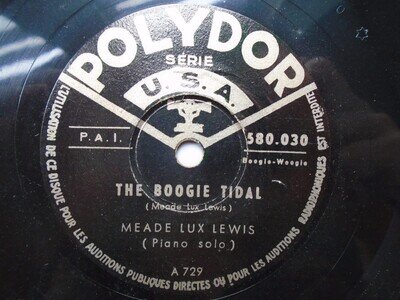 POLYDOR
SÉRIE
U.S.A.
P.A.I.
580.030
Boogie-Woogie
THE BOOGIE TIDAL
(Meade Lux Lewis)
MEADE LUX LEWIS
(Piano solo)
A 729
L'UTILISATION DE CE DISQUE POUR LES AUDITIONS PUBLIQUES DIRECTES OU POUR LES AUDITIONS RADIOPHONIQUES EST INTERDITE